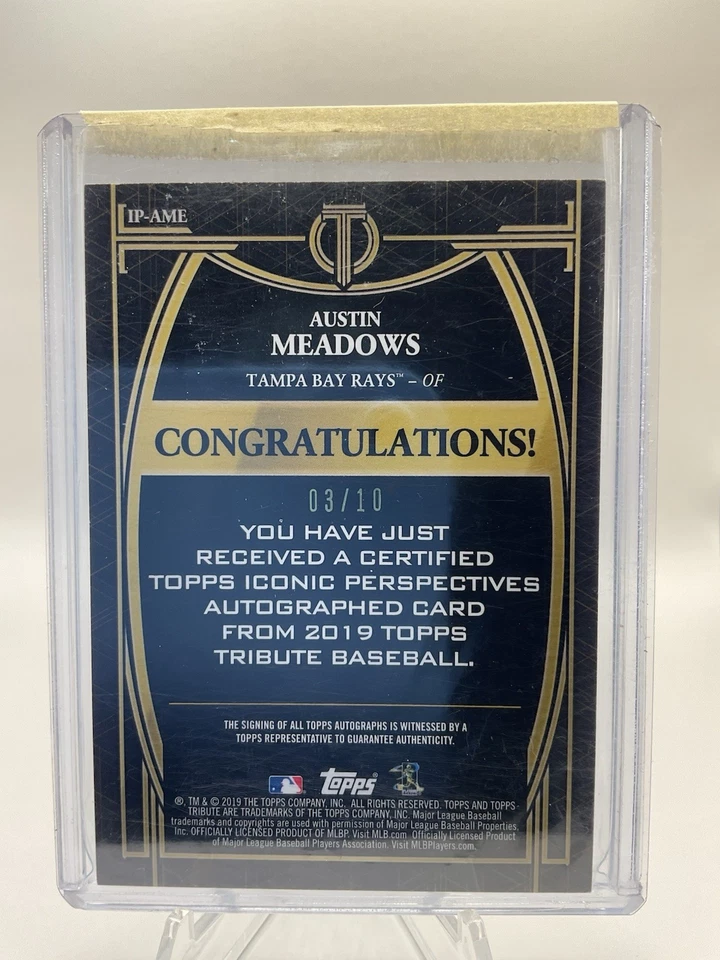 IP-AME
AUSTIN
MEADOWS
TAMPA BAY RAYS™ – OF
CONGRATULATIONS!
03/10
YOU HAVE JUST
RECEIVED A CERTIFIED
TOPPS ICONIC PERSPECTIVES
AUTOGRAPHED CARD
FROM 2019 TOPPS
TRIBUTE BASEBALL.
THE SIGNING OF ALL TOPPS AUTOGRAPHS IS WITNESSED BY A
TOPPS REPRESENTATIVE TO GUARANTEE AUTHENTICITY.
Topps
®, TM & © 2019 THE TOPPS COMPANY, INC. ALL RIGHTS RESERVED. TOPPS AND TOPPS
TRIBUTE ARE TRADEMARKS OF THE TOPPS COMPANY, INC. Major League Baseball
trademarks and copyrights are used with permission of Major League Baseball Properties,
Inc. OFFICIALLY LICENSED PRODUCT OF MLBP. Visit MLB.com. Officially Licensed Product
of Major League Baseball Players Association. Visit MLBPlayers.com.